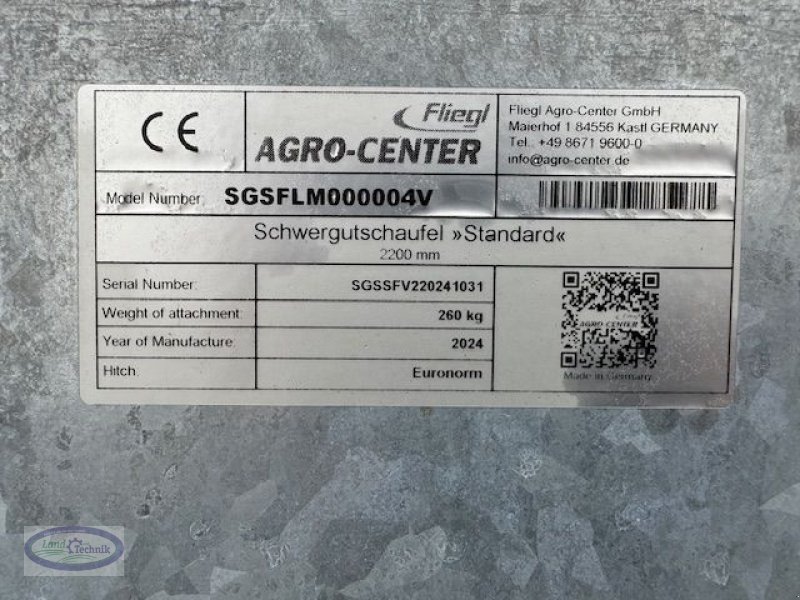 CE
Fliegl
AGRO-CENTER
Fliegl Agro-Center GmbH
Maierhof 1 84556 Kastl GERMANY
Tel.: +49 8671 9600-0
info@agro-center.de
Model Number: SGSFLM000004V
Schwergutschaufel »Standard«
2200 mm
Serial Number: SGSSFV220241031
Weight of attachment: 260 kg
Year of Manufacture: 2024
Hitch: Euronorm
Fliegl
AGRO-CENTER
Made in Germany
Land
Technik